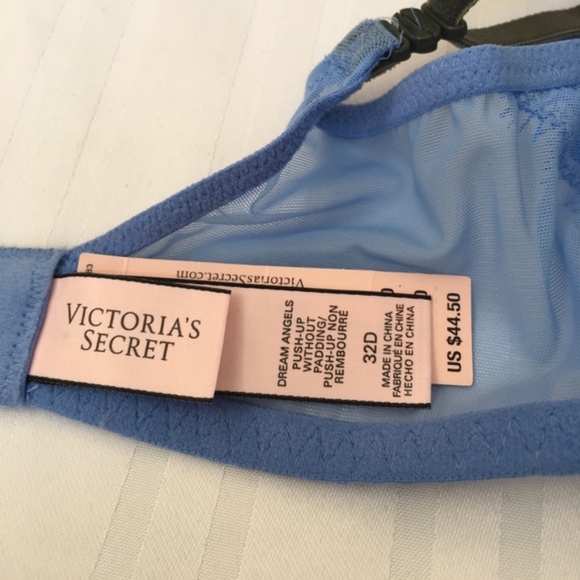 VICTORIA'S
SECRET
VictoriasSecret.com
DREAM ANGELS
PUSH-UP
WITHOUT
PADDING/
PUSH-UP NON
REMBOURRÉ
32D
MADE IN CHINA
FABRIQUÉ EN CHINE
HECHO EN CHINA
US $44.50